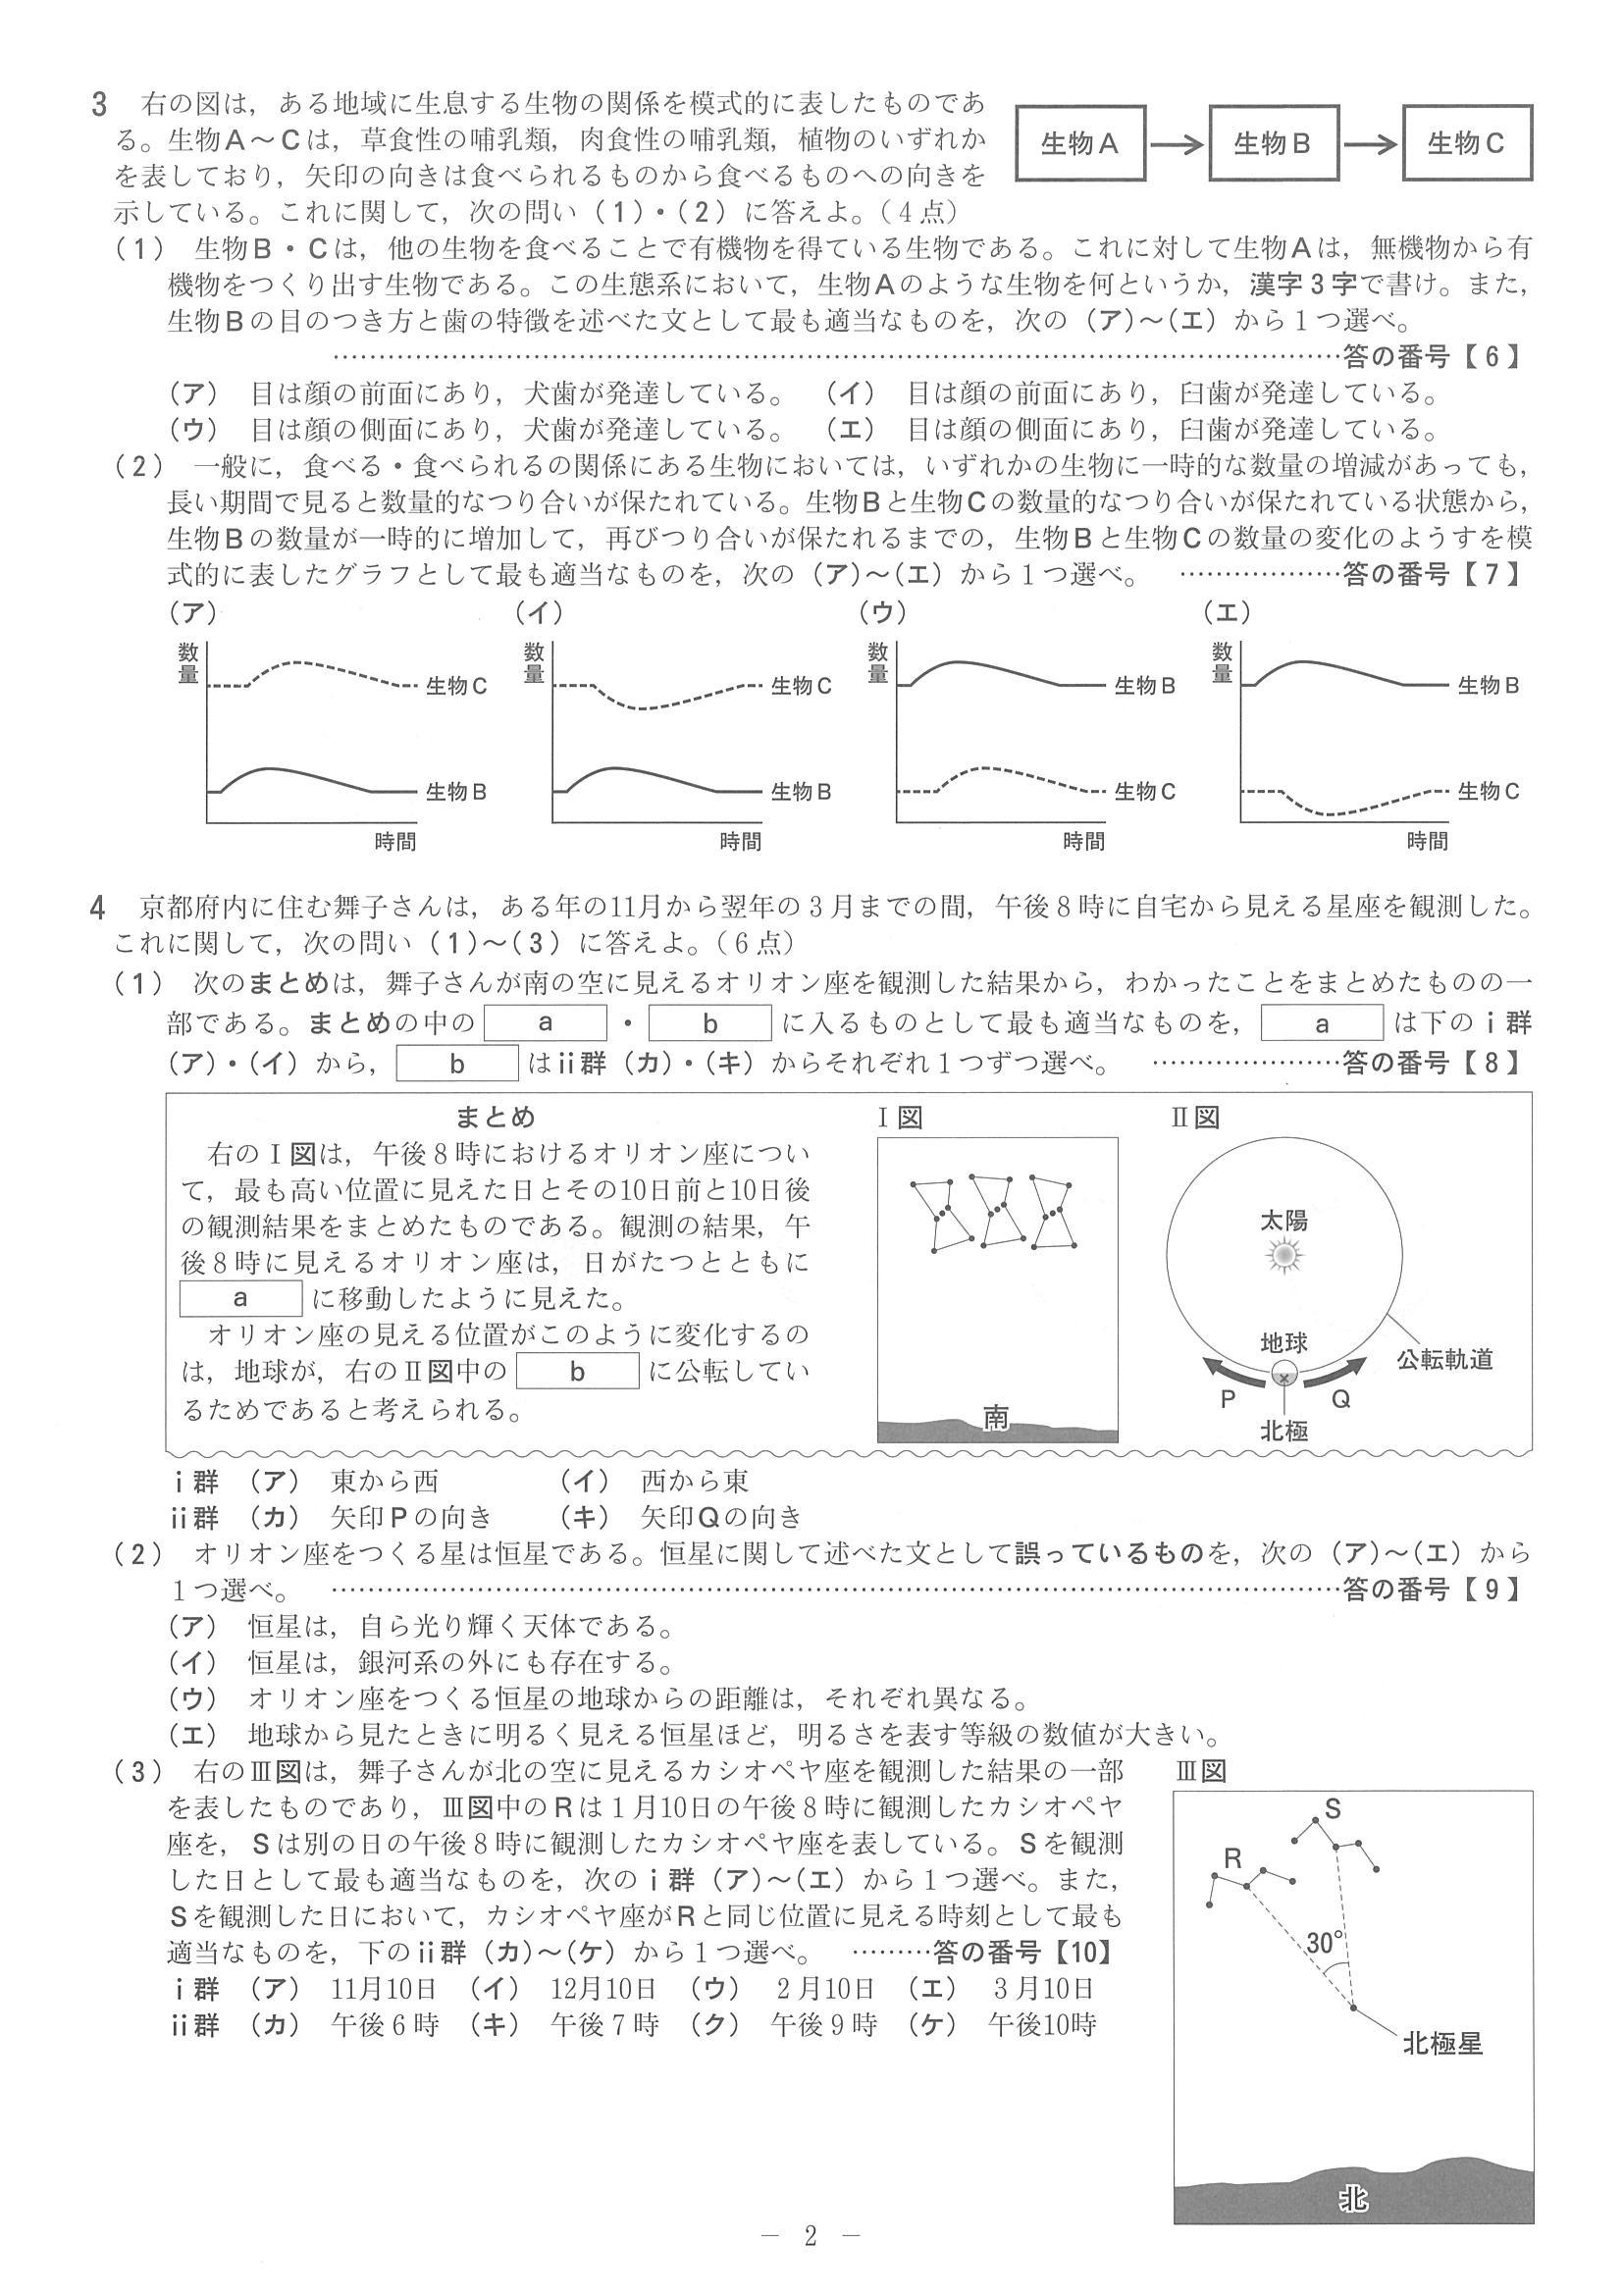 3　右の図は，ある地域に生息する生物の関係を模式的に表したものであ
る。生物A～Cは，草食性の哺乳類，肉食性の哺乳類，植物のいずれか
を表しており，矢印の向きは食べられるものから食べるものへの向きを
示している。これに関して，次の問い（1）・（2）に答えよ。（4点）
生物A → 生物B → 生物C
（1）　生物B・Cは，他の生物を食べることで有機物を得ている生物である。これに対して生物Aは，無機物から有
機物をつくり出す生物である。この生態系において，生物Aのような生物を何というか，漢字3字で書け。また，
生物Bの目のつき方と歯の特徴を述べた文として最も適当なものを，次の（ア）～（エ）から1つ選べ。
……………………………………………………………答の番号【6】
（ア）　目は顔の前面にあり，犬歯が発達している。　（イ）　目は顔の前面にあり，臼歯が発達している。
（ウ）　目は顔の側面にあり，犬歯が発達している。　（エ）　目は顔の側面にあり，臼歯が発達している。
（2）　一般に，食べる・食べられるの関係にある生物においては，いずれかの生物に一時的な数量の増減があっても，
長い期間で見ると数量的なつり合いが保たれている。生物Bと生物Cの数量的なつり合いが保たれている状態から，
生物Bの数量が一時的に増加して，再びつり合いが保たれるまでの，生物Bと生物Cの数量の変化のようすを模
式的に表したグラフとして最も適当なものを，次の（ア）～（エ）から1つ選べ。　………………答の番号【7】
（ア）　（イ）　（ウ）　（エ）
数量　生物C　数量　生物C　数量　生物B　数量　生物B
生物B　生物B　生物C　生物C
時間　時間　時間　時間
4　京都府内に住む舞子さんは，ある年の11月から翌年の3月までの間，午後8時に自宅から見える星座を観測した。
これに関して，次の問い（1）～（3）に答えよ。（6点）
（1）　次のまとめは，舞子さんが南の空に見えるオリオン座を観測した結果から，わかったことをまとめたものの一
部である。まとめの中の a ・ b に入るものとして最も適当なものを， a は下のⅰ群
（ア）・（イ）から， b はⅱ群（カ）・（キ）からそれぞれ1つずつ選べ。　…………………答の番号【8】
まとめ
右のⅠ図は，午後8時におけるオリオン座につい
て，最も高い位置に見えた日とその10日前と10日後
の観測結果をまとめたものである。観測の結果，午
後8時に見えるオリオン座は，日がたつとともに
a に移動したように見えた。
オリオン座の見える位置がこのように変化するの
は，地球が，右のⅡ図中の b に公転してい
るためであると考えられる。
Ⅰ図
南
Ⅱ図
太陽
地球
公転軌道
P　Q
北極
ⅰ群　（ア）　東から西　（イ）　西から東
ⅱ群　（カ）　矢印Pの向き　（キ）　矢印Qの向き
（2）　オリオン座をつくる星は恒星である。恒星に関して述べた文として誤っているものを，次の（ア）～（エ）から
1つ選べ。　……………………………………………………………答の番号【9】
（ア）　恒星は，自ら光り輝く天体である。
（イ）　恒星は，銀河系の外にも存在する。
（ウ）　オリオン座をつくる恒星の地球からの距離は，それぞれ異なる。
（エ）　地球から見たときに明るく見える恒星ほど，明るさを表す等級の数値が大きい。
（3）　右のⅢ図は，舞子さんが北の空に見えるカシオペヤ座を観測した結果の一部
を表したものであり，Ⅲ図中のRは1月10日の午後8時に観測したカシオペヤ
座を，Sは別の日の午後8時に観測したカシオペヤ座を表している。Sを観測
した日として最も適当なものを，次のⅰ群（ア）～（エ）から1つ選べ。また，
Sを観測した日において，カシオペヤ座がRと同じ位置に見える時刻として最も
適当なものを，下のⅱ群（カ）～（ケ）から1つ選べ。　………答の番号【10】
ⅰ群　（ア）　11月10日　（イ）　12月10日　（ウ）　2月10日　（エ）　3月10日
ⅱ群　（カ）　午後6時　（キ）　午後7時　（ク）　午後9時　（ケ）　午後10時
Ⅲ図
S
R
30°
北極星
北
－ 2 －